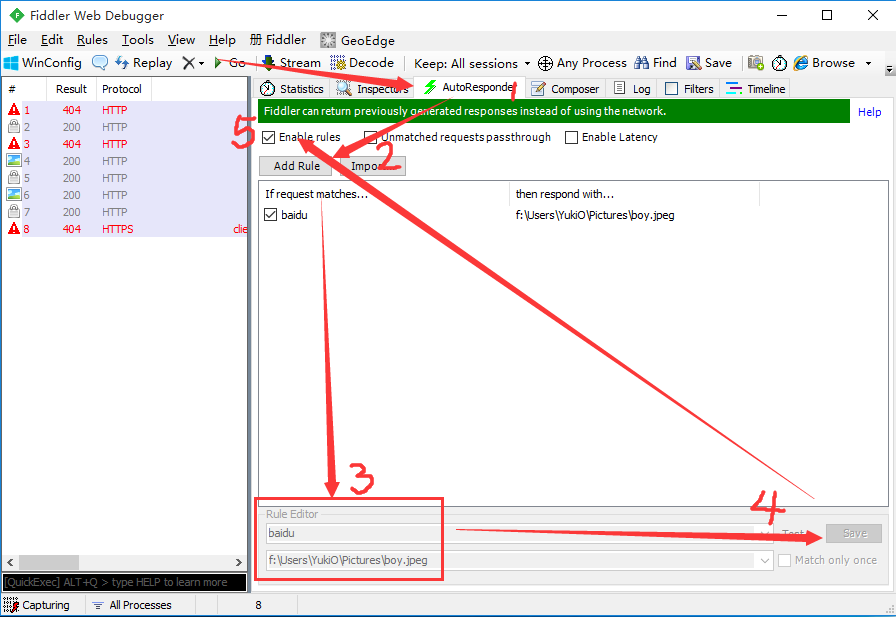 Fiddler Web Debugger
File Edit Rules Tools View Help 册 Fiddler GeoEdge
WinConfig Replay Go Stream Decode Keep: All sessions Any Process Find Save Browse
# Result Protocol
1 404 HTTP
2 200 HTTP
3 404 HTTP
4 200 HTTP
5 200 HTTP
6 200 HTTP
7 200 HTTP
8 404 HTTPS clie
[QuickExec] ALT+Q > type HELP to learn more
Statistics Inspectors AutoResponder Composer Log Filters Timeline
1
Fiddler can return previously generated responses instead of using the network. Help
5
Enable rules Unmatched requests passthrough Enable Latency
2
Add Rule Import
If request matches... then respond with...
baidu f:\Users\YukiO\Pictures\boy.jpeg
3
4
Rule Editor
baidu Test Save
f:\Users\YukiO\Pictures\boy.jpeg Match only once
Capturing All Processes 8